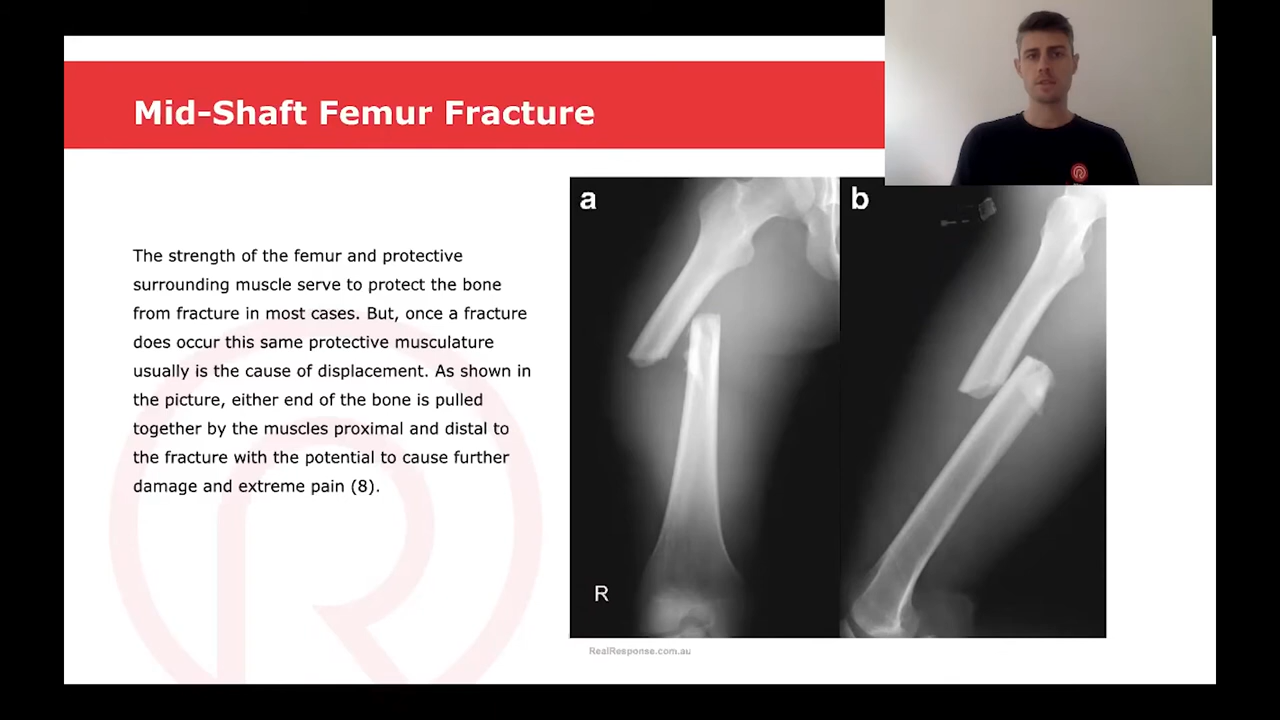 Mid-Shaft Femur Fracture
The strength of the femur and protective
surrounding muscle serve to protect the bone
from fracture in most cases. But, once a fracture
does occur this same protective musculature
usually is the cause of displacement. As shown in
the picture, either end of the bone is pulled
together by the muscles proximal and distal to
the fracture with the potential to cause further
damage and extreme pain (8).
a
b
R
RealResponse.com.au